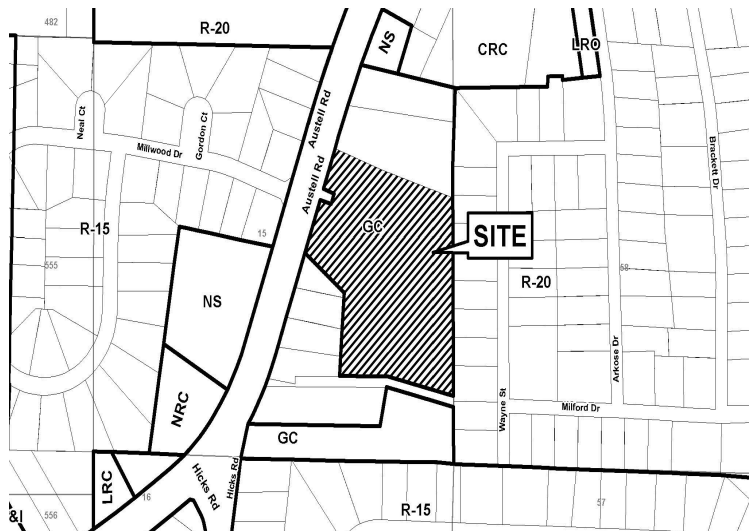 482
R-20
NS
CRC
LRO
Neal Ct
Gordon Ct
Austell Rd
Millwood Dr
Austell Rd
Brackett Dr
R-15
15
GC
SITE
555
58
R-20
NS
NRC
Wayne St
Arkose Dr
Milford Dr
GC
LRC
16
Hicks Rd
Hicks Rd
&I
556
R-15
57